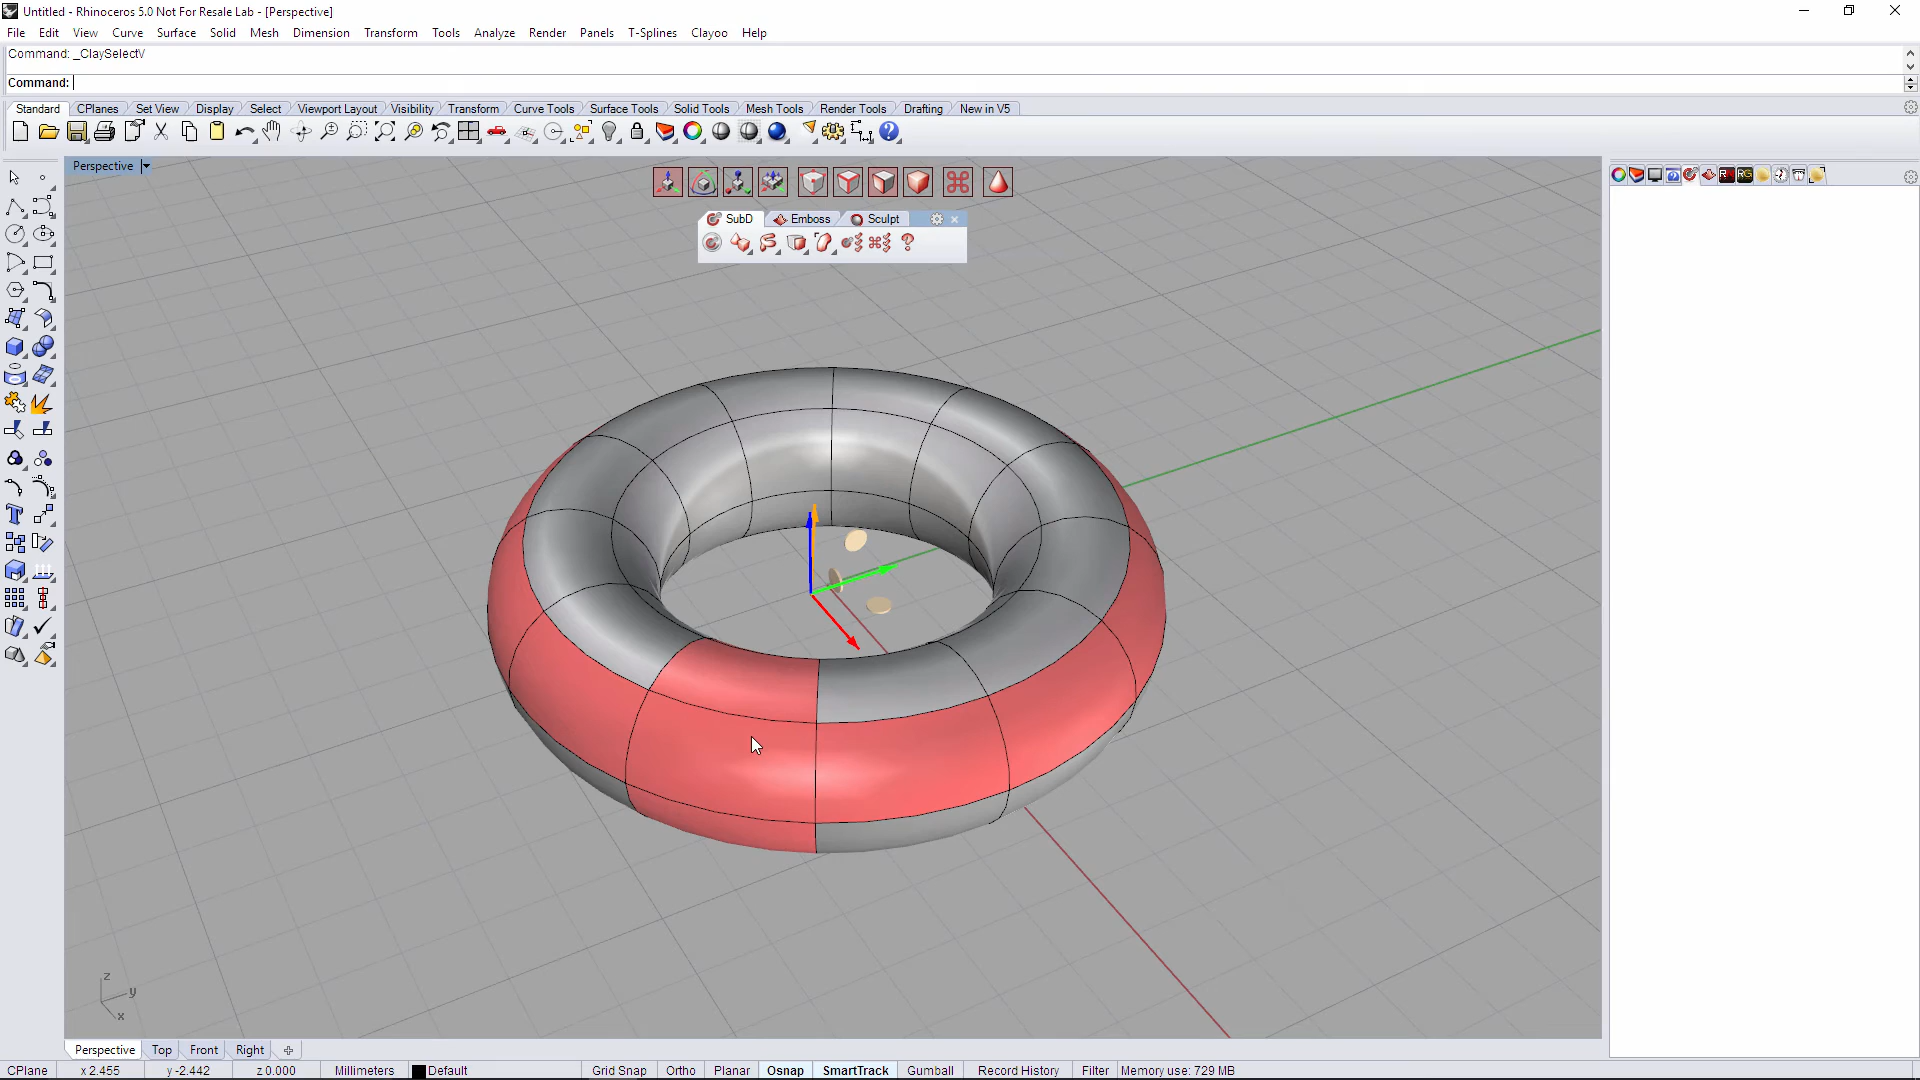 Untitled - Rhinoceros 5.0 Not For Resale Lab - [Perspective]
File Edit View Curve Surface Solid Mesh Dimension Transform Tools Analyze Render Panels T-Splines Clayoo Help
Command: _ClaySelectV
Command:
Standard CPlanes Set View Display Select Viewport Layout Visibility Transform Curve Tools Surface Tools Solid Tools Mesh Tools Render Tools Drafting New in V5
Perspective
SubD Emboss Sculpt
z
y
x
Perspective Top Front Right
CPlane x 2.455 y -2.442 z 0.000 Millimeters Default Grid Snap Ortho Planar Osnap SmartTrack Gumball Record History Filter Memory use: 729 MB